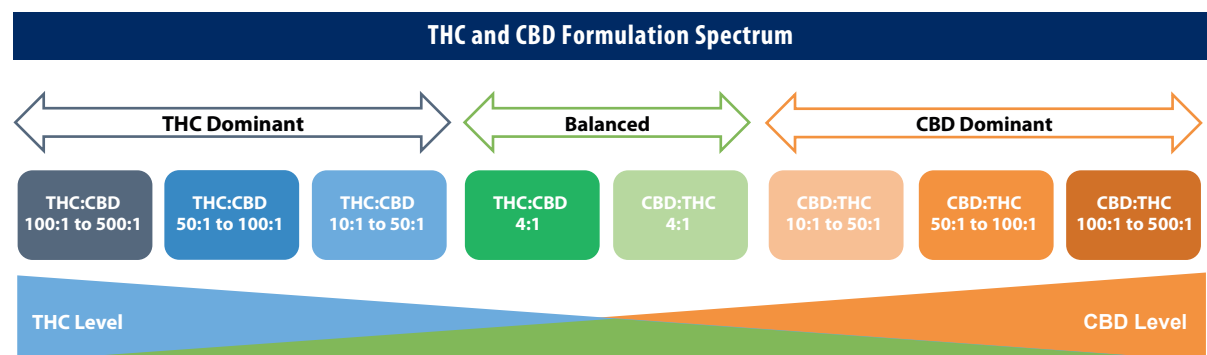 THC and CBD Formulation Spectrum
THC Dominant
Balanced
CBD Dominant
THC:CBD
100:1 to 500:1
THC:CBD
50:1 to 100:1
THC:CBD
10:1 to 50:1
THC:CBD
4:1
CBD:THC
4:1
CBD:THC
10:1 to 50:1
CBD:THC
50:1 to 100:1
CBD:THC
100:1 to 500:1
THC Level
CBD Level